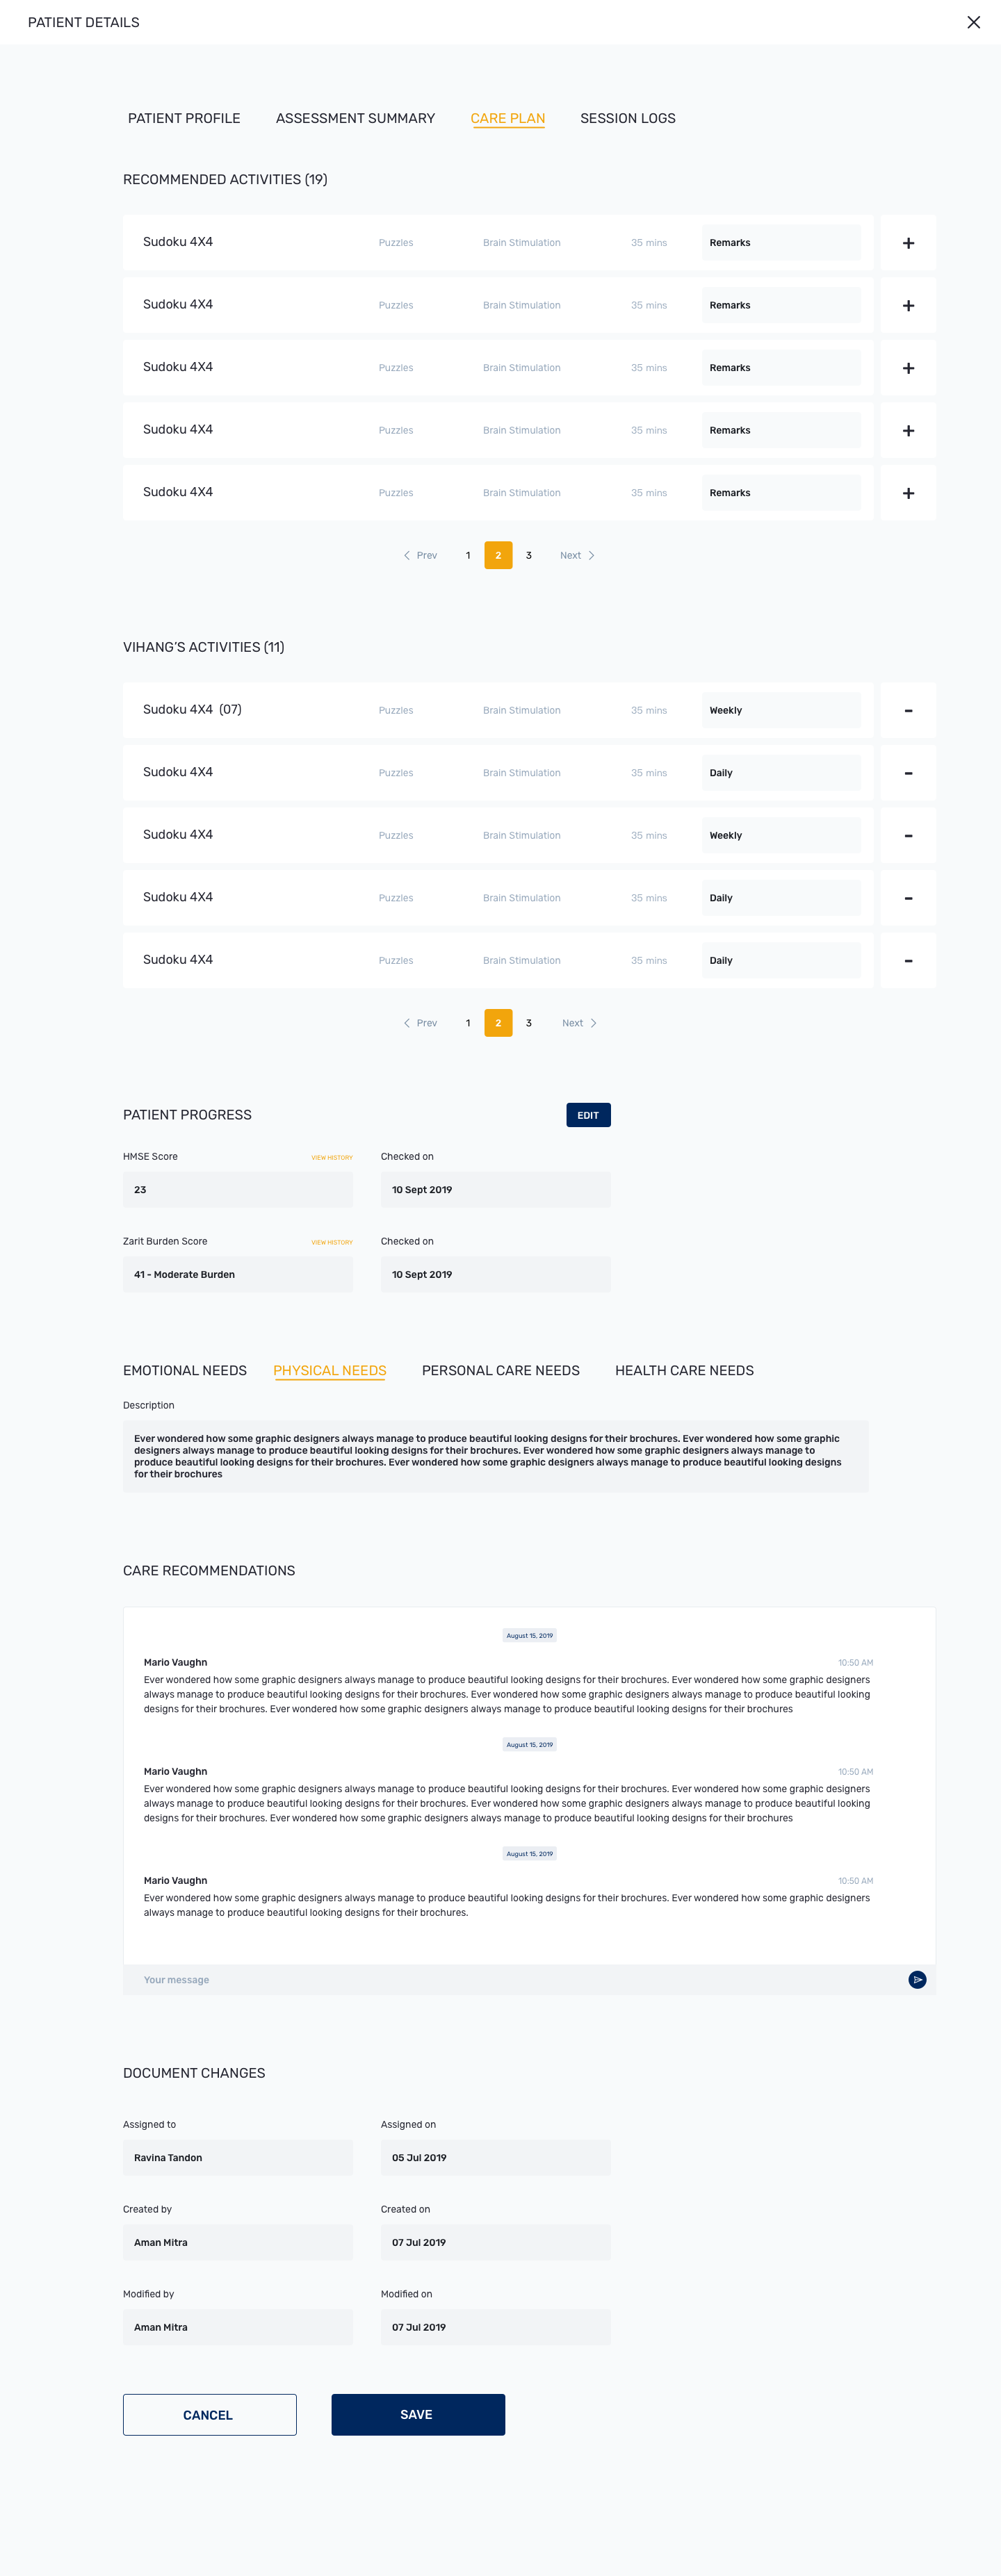 PATIENT DETAILS
PATIENT PROFILE ASSESSMENT SUMMARY CARE PLAN SESSION LOGS
RECOMMENDED ACTIVITIES (19)
Sudoku 4X4 Puzzles Brain Stimulation 35 mins Remarks +
Sudoku 4X4 Puzzles Brain Stimulation 35 mins Remarks +
Sudoku 4X4 Puzzles Brain Stimulation 35 mins Remarks +
Sudoku 4X4 Puzzles Brain Stimulation 35 mins Remarks +
Sudoku 4X4 Puzzles Brain Stimulation 35 mins Remarks +
Prev 1 2 3 Next
VIHANG’S ACTIVITIES (11)
Sudoku 4X4 (07) Puzzles Brain Stimulation 35 mins Weekly -
Sudoku 4X4 Puzzles Brain Stimulation 35 mins Daily -
Sudoku 4X4 Puzzles Brain Stimulation 35 mins Weekly -
Sudoku 4X4 Puzzles Brain Stimulation 35 mins Daily -
Sudoku 4X4 Puzzles Brain Stimulation 35 mins Daily -
Prev 1 2 3 Next
PATIENT PROGRESS EDIT
HMSE Score VIEW HISTORY Checked on
23 10 Sept 2019
Zarit Burden Score VIEW HISTORY Checked on
41 - Moderate Burden 10 Sept 2019
EMOTIONAL NEEDS PHYSICAL NEEDS PERSONAL CARE NEEDS HEALTH CARE NEEDS
Description
Ever wondered how some graphic designers always manage to produce beautiful looking designs for their brochures. Ever wondered how some graphic
designers always manage to produce beautiful looking designs for their brochures. Ever wondered how some graphic designers always manage to
produce beautiful looking designs for their brochures. Ever wondered how some graphic designers always manage to produce beautiful looking designs
for their brochures
CARE RECOMMENDATIONS
August 15, 2019
Mario Vaughn 10:50 AM
Ever wondered how some graphic designers always manage to produce beautiful looking designs for their brochures. Ever wondered how some graphic designers
always manage to produce beautiful looking designs for their brochures. Ever wondered how some graphic designers always manage to produce beautiful looking
designs for their brochures. Ever wondered how some graphic designers always manage to produce beautiful looking designs for their brochures
August 15, 2019
Mario Vaughn 10:50 AM
Ever wondered how some graphic designers always manage to produce beautiful looking designs for their brochures. Ever wondered how some graphic designers
always manage to produce beautiful looking designs for their brochures. Ever wondered how some graphic designers always manage to produce beautiful looking
designs for their brochures. Ever wondered how some graphic designers always manage to produce beautiful looking designs for their brochures
August 15, 2019
Mario Vaughn 10:50 AM
Ever wondered how some graphic designers always manage to produce beautiful looking designs for their brochures. Ever wondered how some graphic designers
always manage to produce beautiful looking designs for their brochures.
Your message
DOCUMENT CHANGES
Assigned to Assigned on
Ravina Tandon 05 Jul 2019
Created by Created on
Aman Mitra 07 Jul 2019
Modified by Modified on
Aman Mitra 07 Jul 2019
CANCEL SAVE